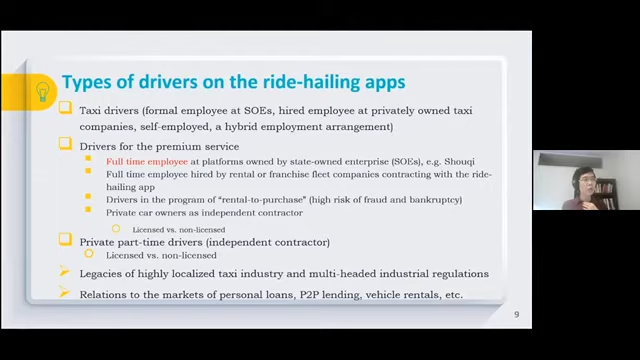 Types of drivers on the ride-hailing apps
Taxi drivers (formal employee at SOEs, hired employee at privately owned taxi
companies, self-employed, a hybrid employment arrangement)
Drivers for the premium service
Full time employee at platforms owned by state-owned enterprise (SOEs), e.g. Shouqi
Full time employee hired by rental or franchise fleet companies contracting with the ride-
hailing app
Drivers in the program of "rental-to-purchase" (high risk of fraud and bankruptcy)
Private car owners as independent contractor
Licensed vs. non-licensed
Private part-time drivers (independent contractor)
Licensed vs. non-licensed
Legacies of highly localized taxi industry and multi-headed industrial regulations
Relations to the markets of personal loans, P2P lending, vehicle rentals, etc.
9